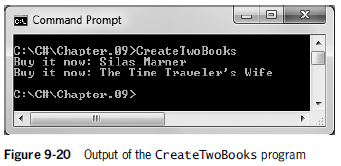 Command Prompt
C:\C#\Chapter.09>CreateTwoBooks
Buy it now: Silas Marner
Buy it now: The Time Traveler's Wife
C:\C#\Chapter.09>
Figure 9-20 Output of the CreateTwoBooks program